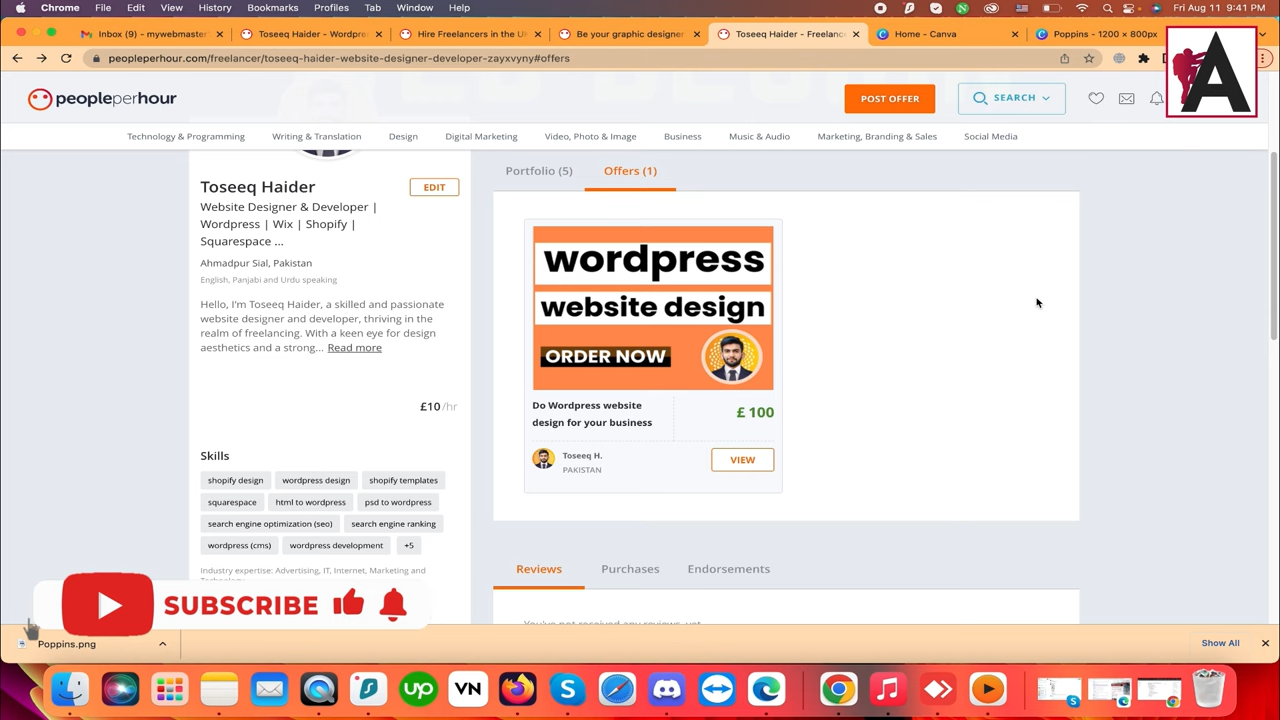 Chrome File Edit View History Bookmarks Profiles Tab Window Help Fri Aug 11 9:41 PM
Inbox (9) - mywebmaster Toseeq Haider - Wordpre Hire Freelancers in the U Be your graphic designer Toseeq Haider - Freelanc Home - Canva Poppins - 1200 × 800px
peopleperhour.com/freelancer/toseeq-haider-website-designer-developer-zayxvyny#offers
A
peopleperhour POST OFFER SEARCH
Technology & Programming Writing & Translation Design Digital Marketing Video, Photo & Image Business Music & Audio Marketing, Branding & Sales Social Media
Portfolio (5) Offers (1)
Toseeq Haider EDIT
Website Designer & Developer |
Wordpress | Wix | Shopify |
Squarespace ...
Ahmadpur Sial, Pakistan
English, Panjabi and Urdu speaking
Hello, I'm Toseeq Haider, a skilled and passionate
website designer and developer, thriving in the
realm of freelancing. With a keen eye for design
aesthetics and a strong... Read more
£10 /hr
Skills
shopify design wordpress design shopify templates
squarespace html to wordpress psd to wordpress
search engine optimization (seo) search engine ranking
wordpress (cms) wordpress development +5
Industry expertise: Advertising, IT, Internet, Marketing and
wordpress
website design
ORDER NOW
Do Wordpress website
design for your business
£ 100
Toseeq H.
PAKISTAN
VIEW
Reviews Purchases Endorsements
You've not received any reviews yet
SUBSCRIBE
Poppins.png Show All
up VN